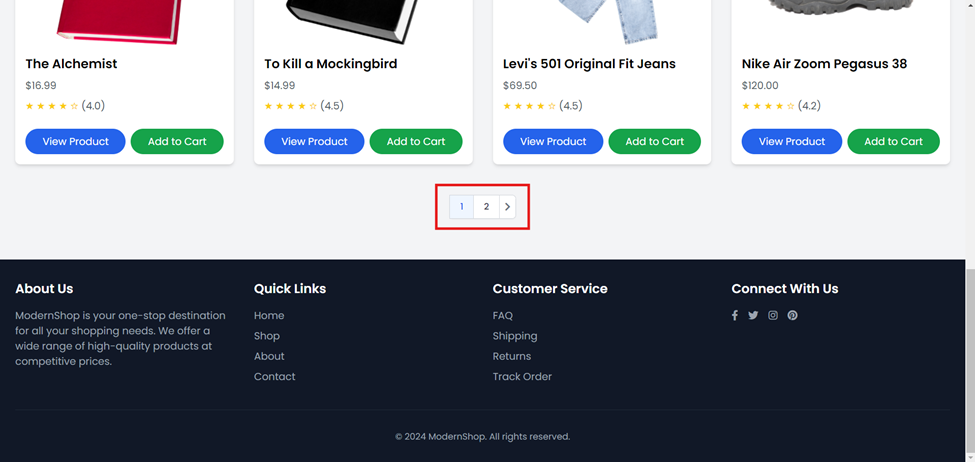 The Alchemist
$16.99
★ ★ ★ ★ ☆ (4.0)
View Product
Add to Cart
To Kill a Mockingbird
$14.99
★ ★ ★ ★ ☆ (4.5)
View Product
Add to Cart
Levi's 501 Original Fit Jeans
$69.50
★ ★ ★ ★ ☆ (4.5)
View Product
Add to Cart
Nike Air Zoom Pegasus 38
$120.00
★ ★ ★ ★ ☆ (4.2)
View Product
Add to Cart
1 2
About Us
ModernShop is your one-stop destination
for all your shopping needs. We offer a
wide range of high-quality products at
competitive prices.
Quick Links
Home
Shop
About
Contact
Customer Service
FAQ
Shipping
Returns
Track Order
Connect With Us
© 2024 ModernShop. All rights reserved.